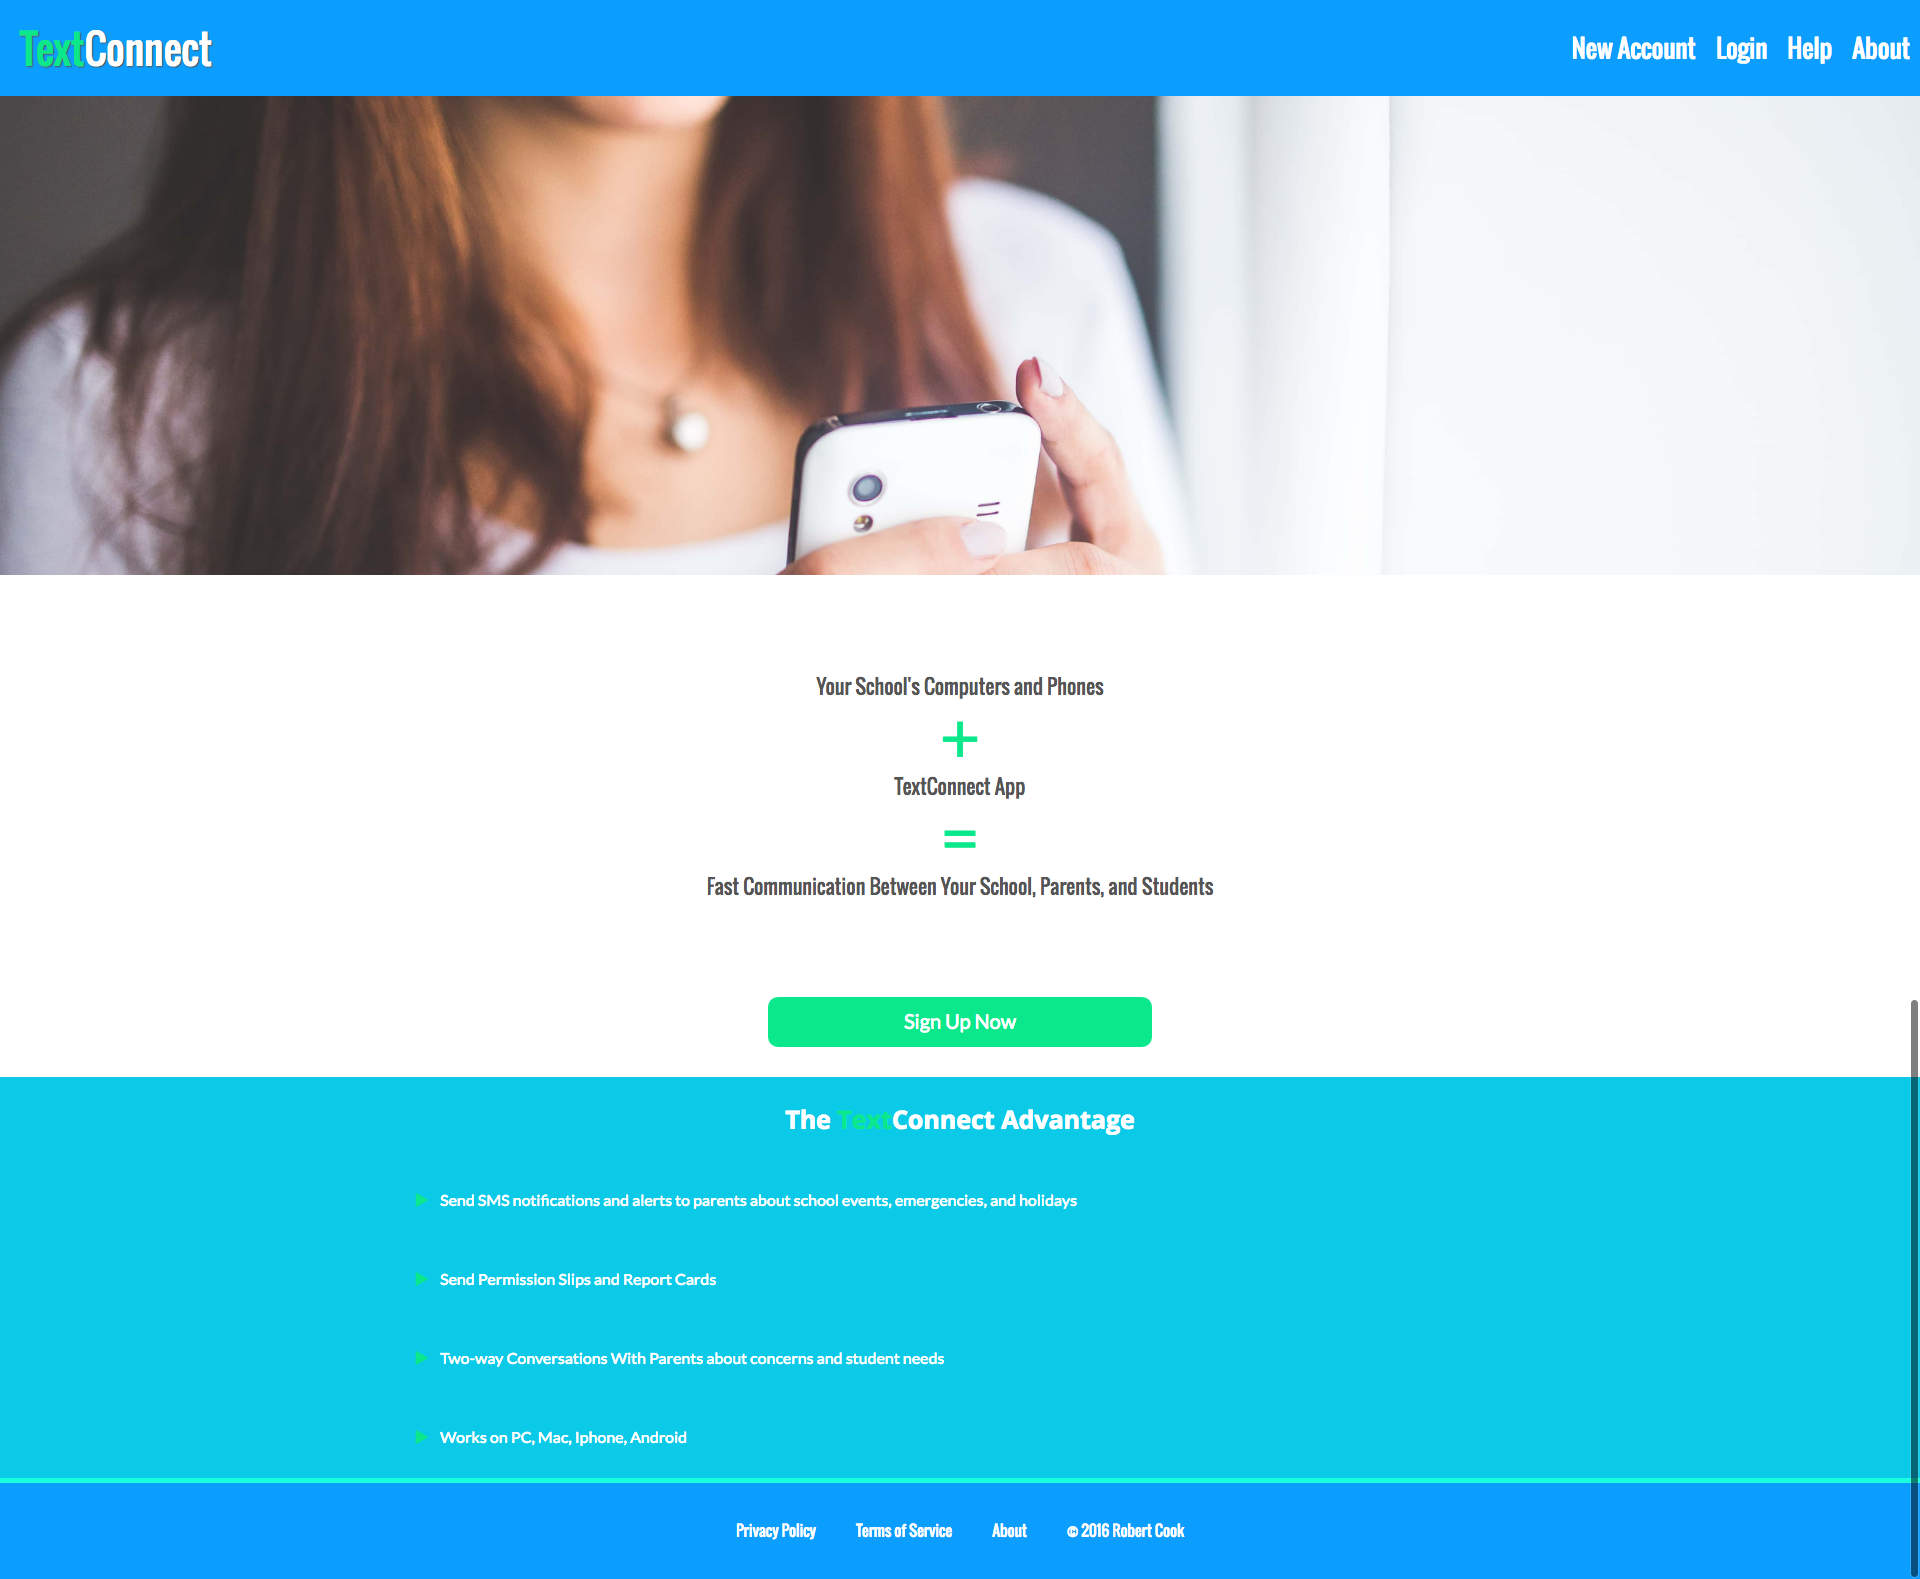 TextConnect
New Account Login Help About
Your School's Computers and Phones
+
TextConnect App
=
Fast Communication Between Your School, Parents, and Students
Sign Up Now
The TextConnect Advantage
Send SMS notifications and alerts to parents about school events, emergencies, and holidays
Send Permission Slips and Report Cards
Two-way Conversations With Parents about concerns and student needs
Works on PC, Mac, Iphone, Android
Privacy Policy Terms of Service About © 2016 Robert Cook